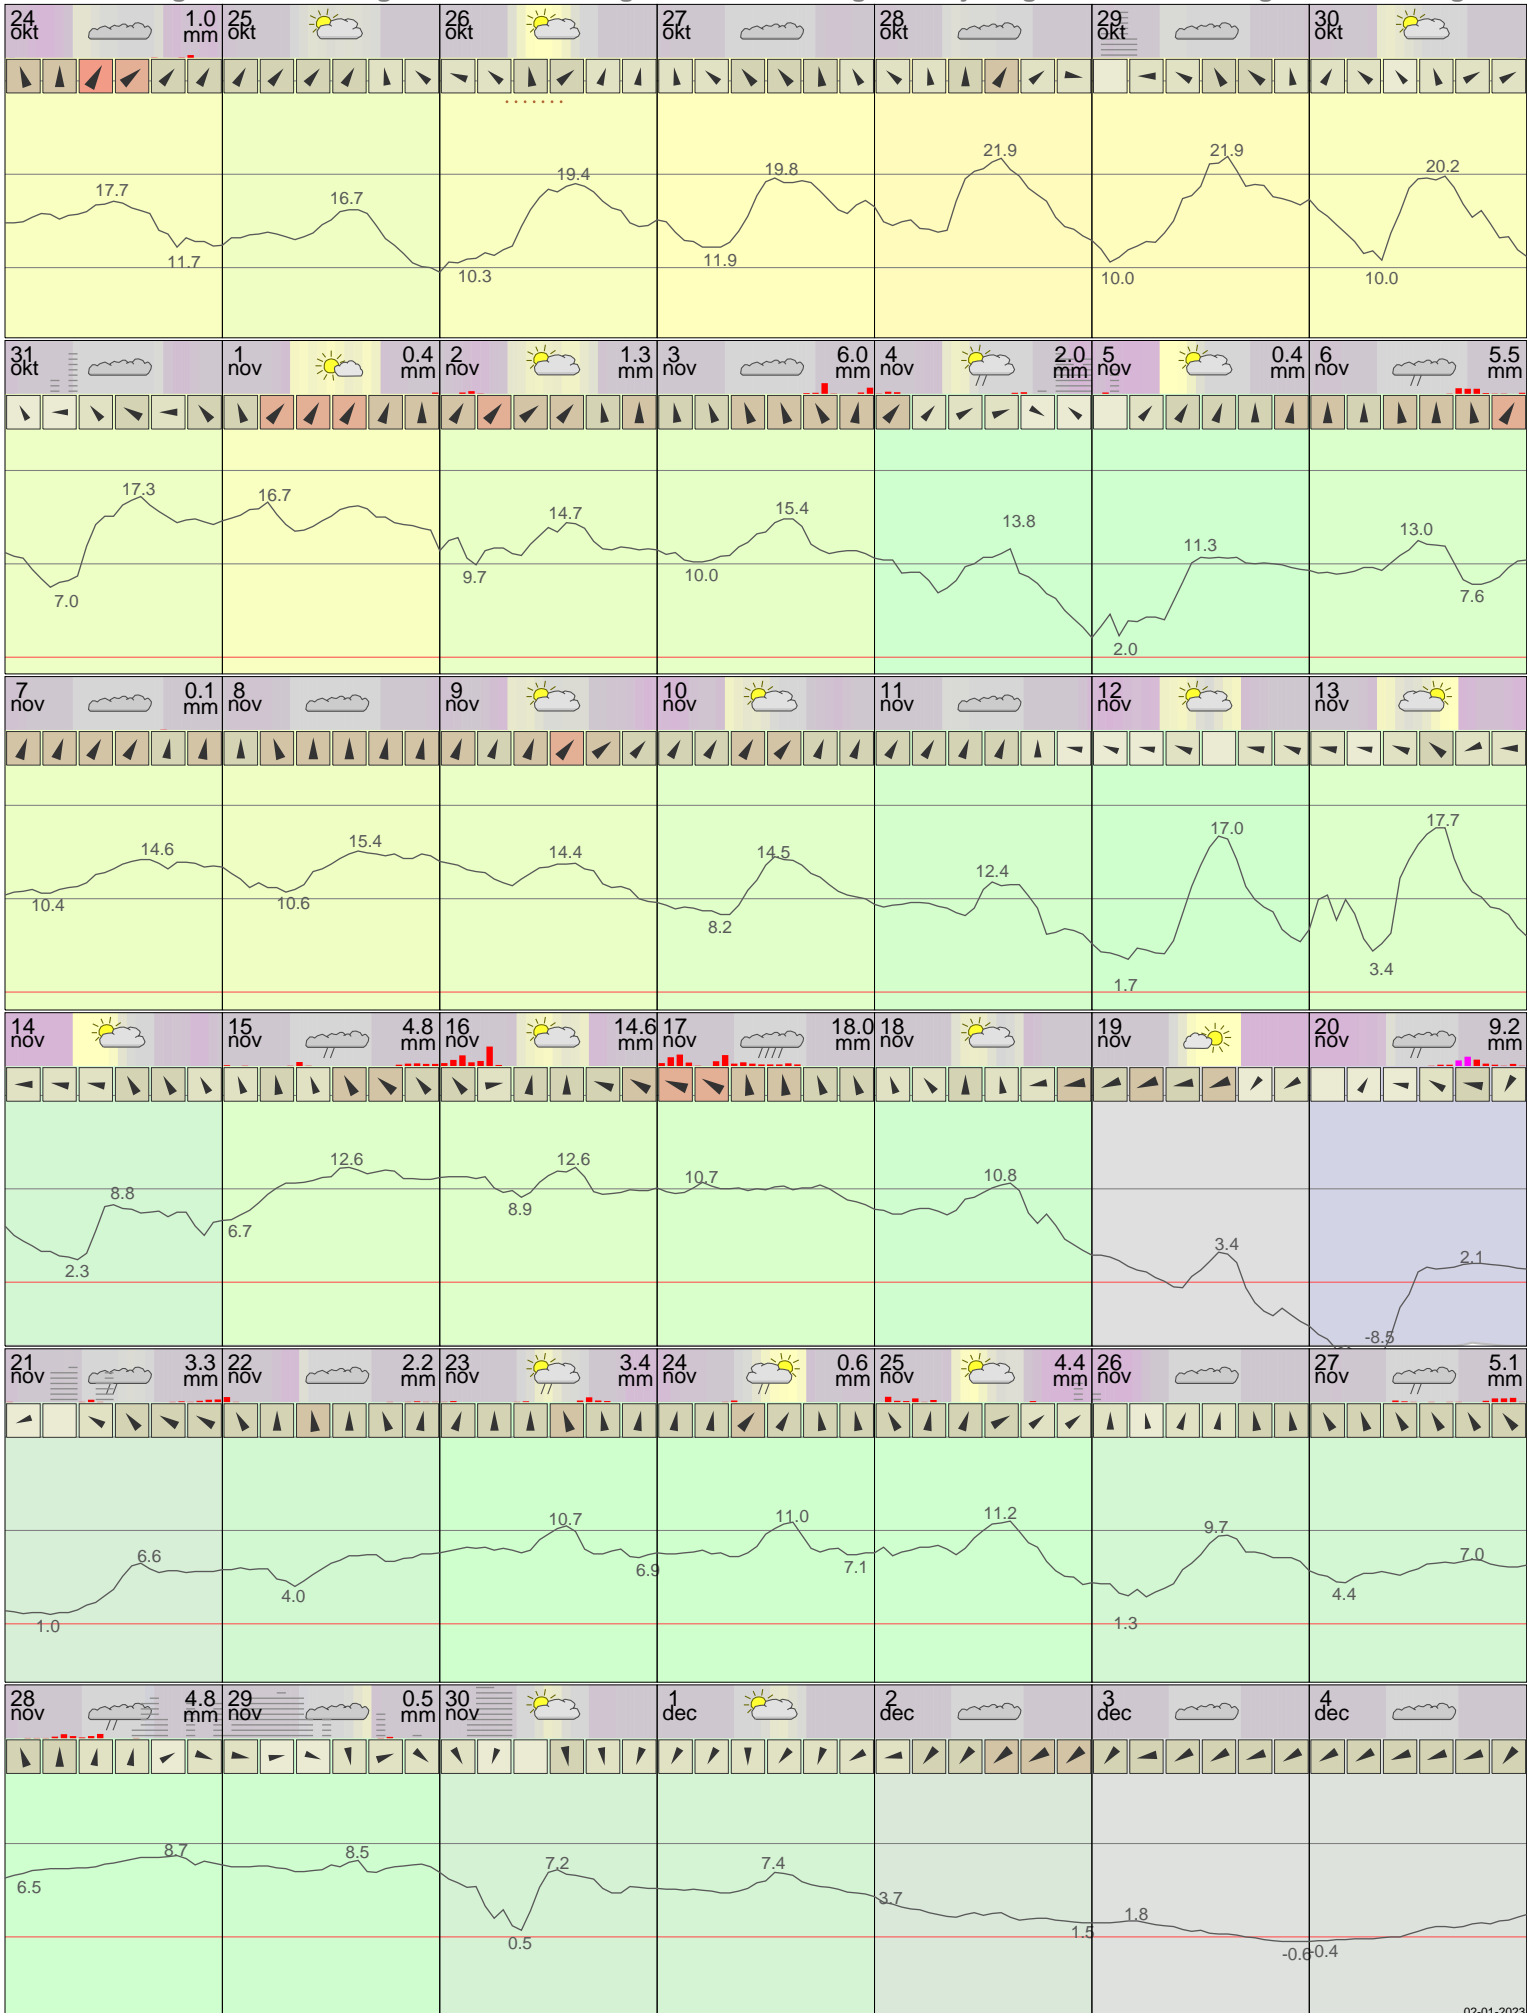 24 okt 1.0 mm
25 okt
26 okt
27 okt
28 okt
29 okt
30 okt
17.7 11.7
16.7
10.3 19.4
11.9 19.8
21.9
10.0 21.9
10.0 20.2
31 okt
1 nov 0.4 mm
2 nov 1.3 mm
3 nov 6.0 mm
4 nov 2.0 mm
5 nov 0.4 mm
6 nov 5.5 mm
7.0 17.3
16.7
9.7 14.7
10.0 15.4
13.8
2.0 11.3
13.0 7.6
7 nov 0.1 mm
8 nov
9 nov
10 nov
11 nov
12 nov
13 nov
10.4 14.6
10.6 15.4
14.4
8.2 14.5
12.4
1.7 17.0
3.4 17.7
14 nov
15 nov 4.8 mm
16 nov 14.6
17 nov 18.0
18 nov
19 nov
20 nov 9.2 mm
2.3 8.8
6.7 12.6
8.9 12.6
10.7
10.8
3.4
-8.5 2.1
21 nov 3.3 mm
22 nov 2.2 mm
23 nov 3.4 mm
24 nov 0.6 mm
25 nov 4.4 mm
26 nov
27 nov 5.1 mm
1.0 6.6
4.0
10.7 6.9
11.0 7.1
11.2
1.3 9.7
4.4 7.0
28 nov 4.8 mm
29 nov 0.5 mm
30 nov
1 dec
2 dec
3 dec
4 dec
6.5 8.7
8.5
0.5 7.2
7.4
3.7 1.5
1.8 -0.6
-0.4
02-01-2023